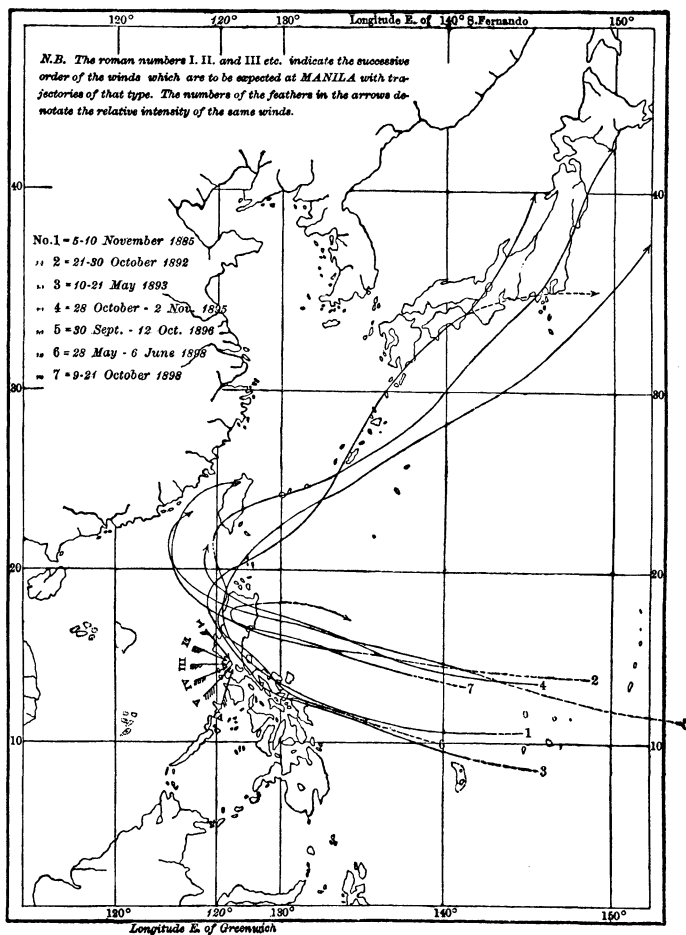 120° 120° 130° Longitude E. of 140° S. Fernando 150°
N.B. The roman numbers I. II. and III etc. indicate the successive
order of the winds which are to be expected at MANILA with tra-
jectories of that type. The numbers of the feathers in the arrows de-
notate the relative intensity of the same winds.
40 40
No.1 = 5-10 November 1885
" 2 = 21-30 October 1892
" 3 = 10-21 May 1893
" 4 = 28 October - 2 Nov. 1895
" 5 = 30 Sept. - 12 Oct. 1896
" 6 = 28 May - 6 June 1898
" 7 = 9-21 October 1898
30 30
20 20
I
II
III
IV
V
7 4 2
1
10 10
3
120° 120° 130° 140° 150°
Longitude E. of Greenwich